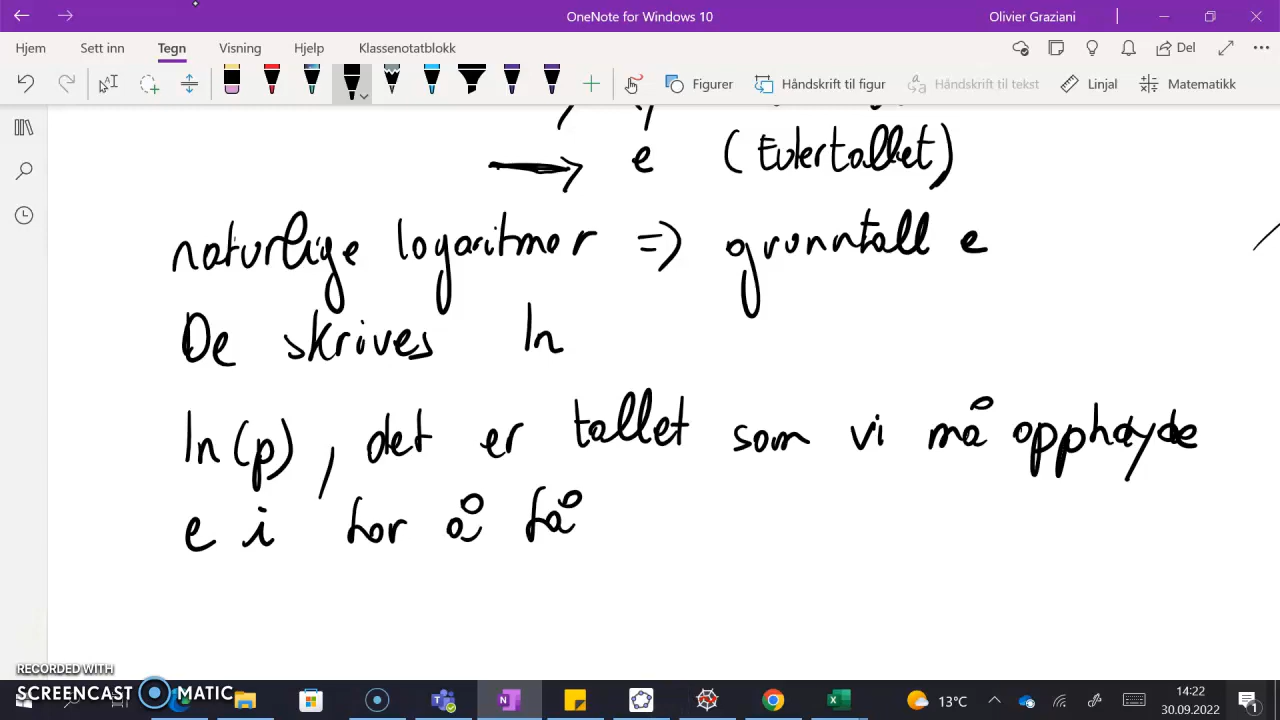 OneNote for Windows 10
Olivier Graziani
Hjem Sett inn Tegn Visning Hjelp Klassenotatblokk
Del
Figurer Håndskrift til figur Håndskrift til tekst Linjal Matematikk
e (Eulertallet)
naturlige logaritmer => grunntall e
De skrives ln
ln(p), det er tallet som vi må opphøyde
e i for å få
RECORDED WITH
SCREENCAST MATIC
13°C
14:22
30.09.2022
1